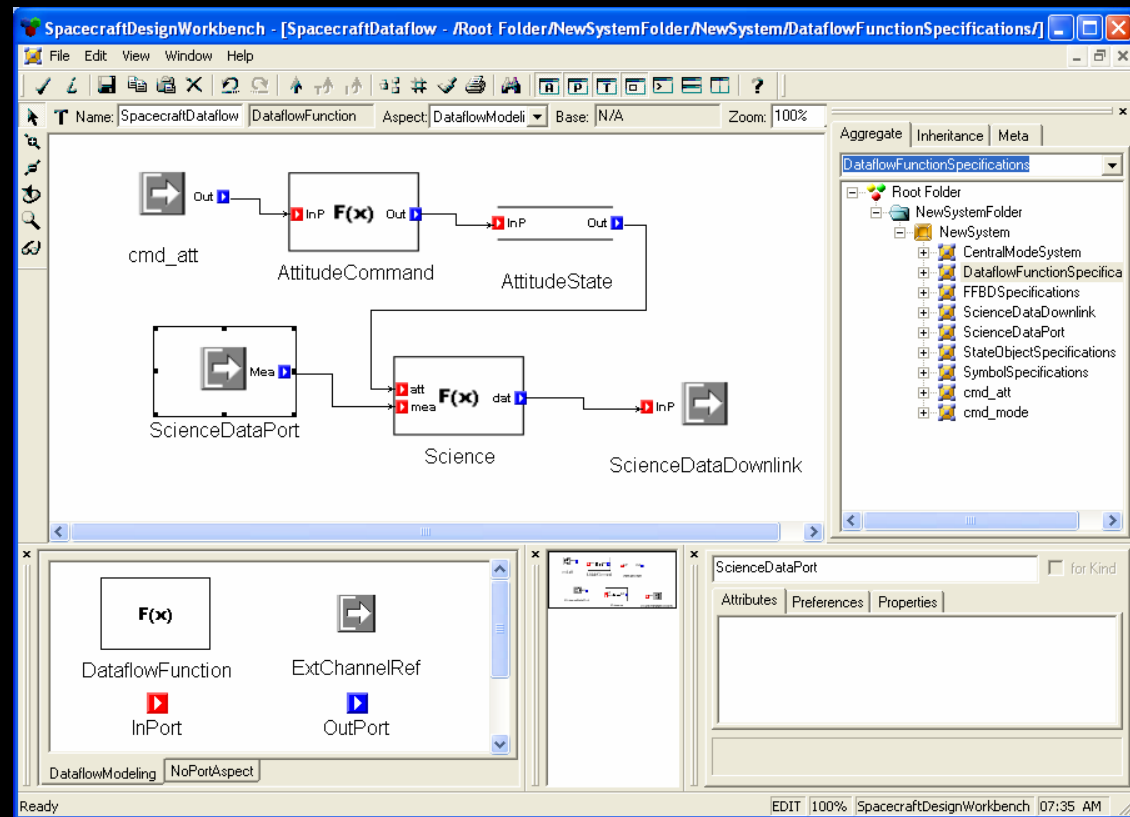 SpacecraftDesignWorkbench - [SpacecraftDataflow - /Root Folder/NewSystemFolder/NewSystem/DataflowFunctionSpecifications/]
File Edit View Window Help
A P T ?
T Name: SpacecraftDataflow DataflowFunction Aspect: DataflowModeli Base: N/A Zoom: 100%
Out
InP F(x) Out
InP Out
cmd_att
AttitudeCommand
AttitudeState
Mea
att
mea
F(x) dat
InP
ScienceDataPort
Science
ScienceDataDownlink
Aggregate Inheritance Meta
DataflowFunctionSpecifications
Root Folder
NewSystemFolder
NewSystem
CentralModeSystem
DataflowFunctionSpecifica
FFBDSpecifications
ScienceDataDownlink
ScienceDataPort
StateObjectSpecifications
SymbolSpecifications
cmd_att
cmd_mode
F(x)
DataflowFunction
ExtChannelRef
InPort
OutPort
DataflowModeling NoPortAspect
ScienceDataPort for Kind
Attributes Preferences Properties
Ready EDIT 100% SpacecraftDesignWorkbench 07:35 AM